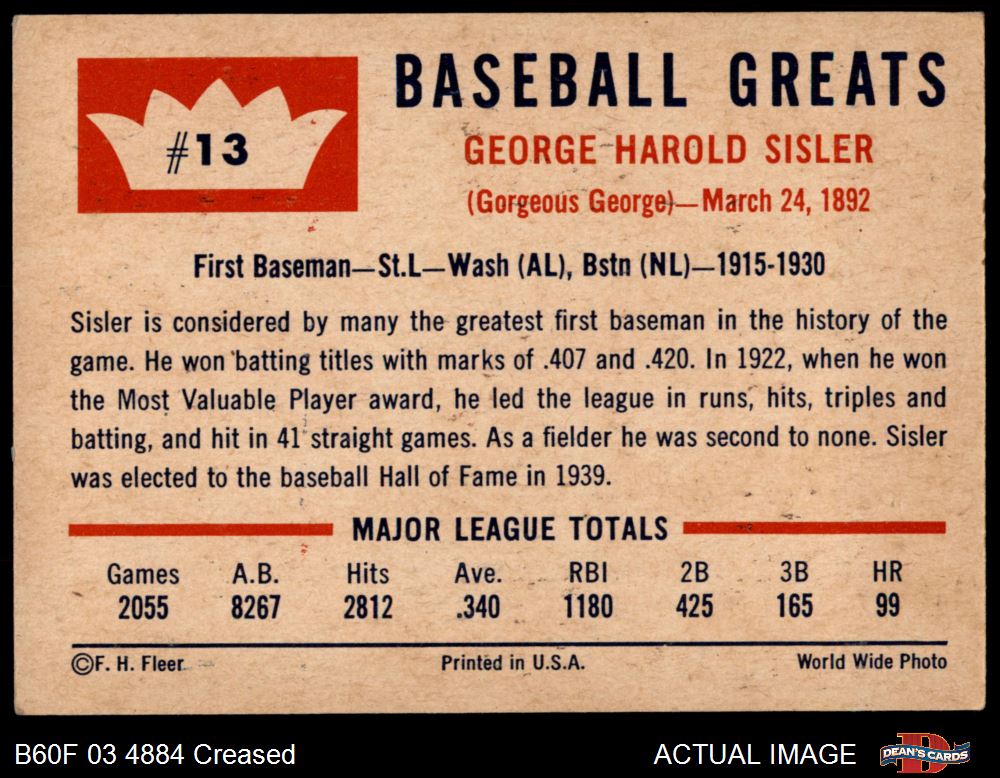 #13
BASEBALL GREATS
GEORGE HAROLD SISLER
(Gorgeous George)—March 24, 1892
First Baseman—St.L—Wash (AL), Bstn (NL)—1915-1930
Sisler is considered by many the greatest first baseman in the history of the
game. He won batting titles with marks of .407 and .420. In 1922, when he won
the Most Valuable Player award, he led the league in runs, hits, triples and
batting, and hit in 41 straight games. As a fielder he was second to none. Sisler
was elected to the baseball Hall of Fame in 1939.
MAJOR LEAGUE TOTALS
Games A.B. Hits Ave. RBI 2B 3B HR
2055 8267 2812 .340 1180 425 165 99
©F. H. Fleer Printed in U.S.A. World Wide Photo
B60F 03 4884 Creased ACTUAL IMAGE DEAN'S CARDS